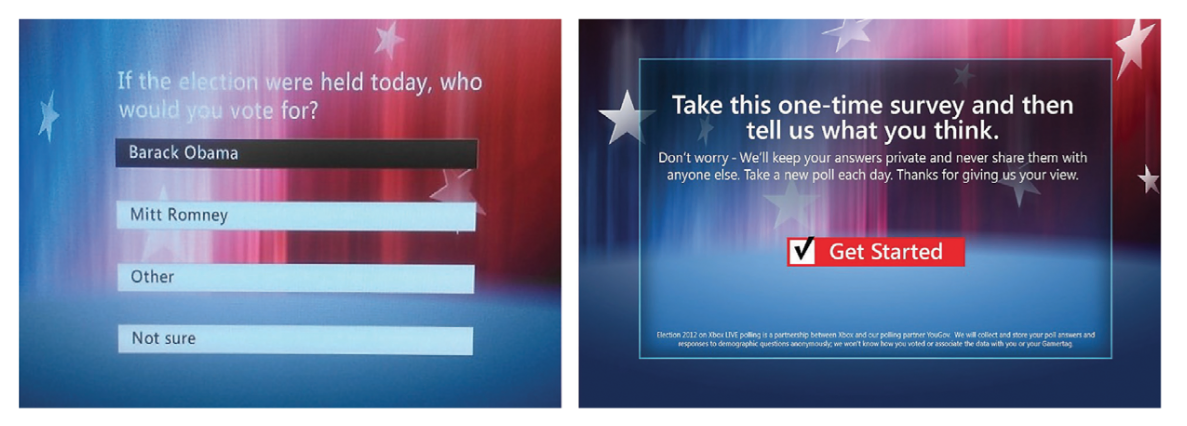 If the election were held today, who
would you vote for?
Barack Obama
Mitt Romney
Other
Not sure
Take this one-time survey and then
tell us what you think.
Don't worry - We'll keep your answers private and never share them with
anyone else. Take a new poll each day. Thanks for giving us your view.
Get Started
Election 2012 on Xbox LIVE polling is a partnership between Xbox and our polling partner YouGov. We will collect and store your poll answers and
responses to demographic questions anonymously; we won't know how you voted or associate the data with you or your Gamertag.